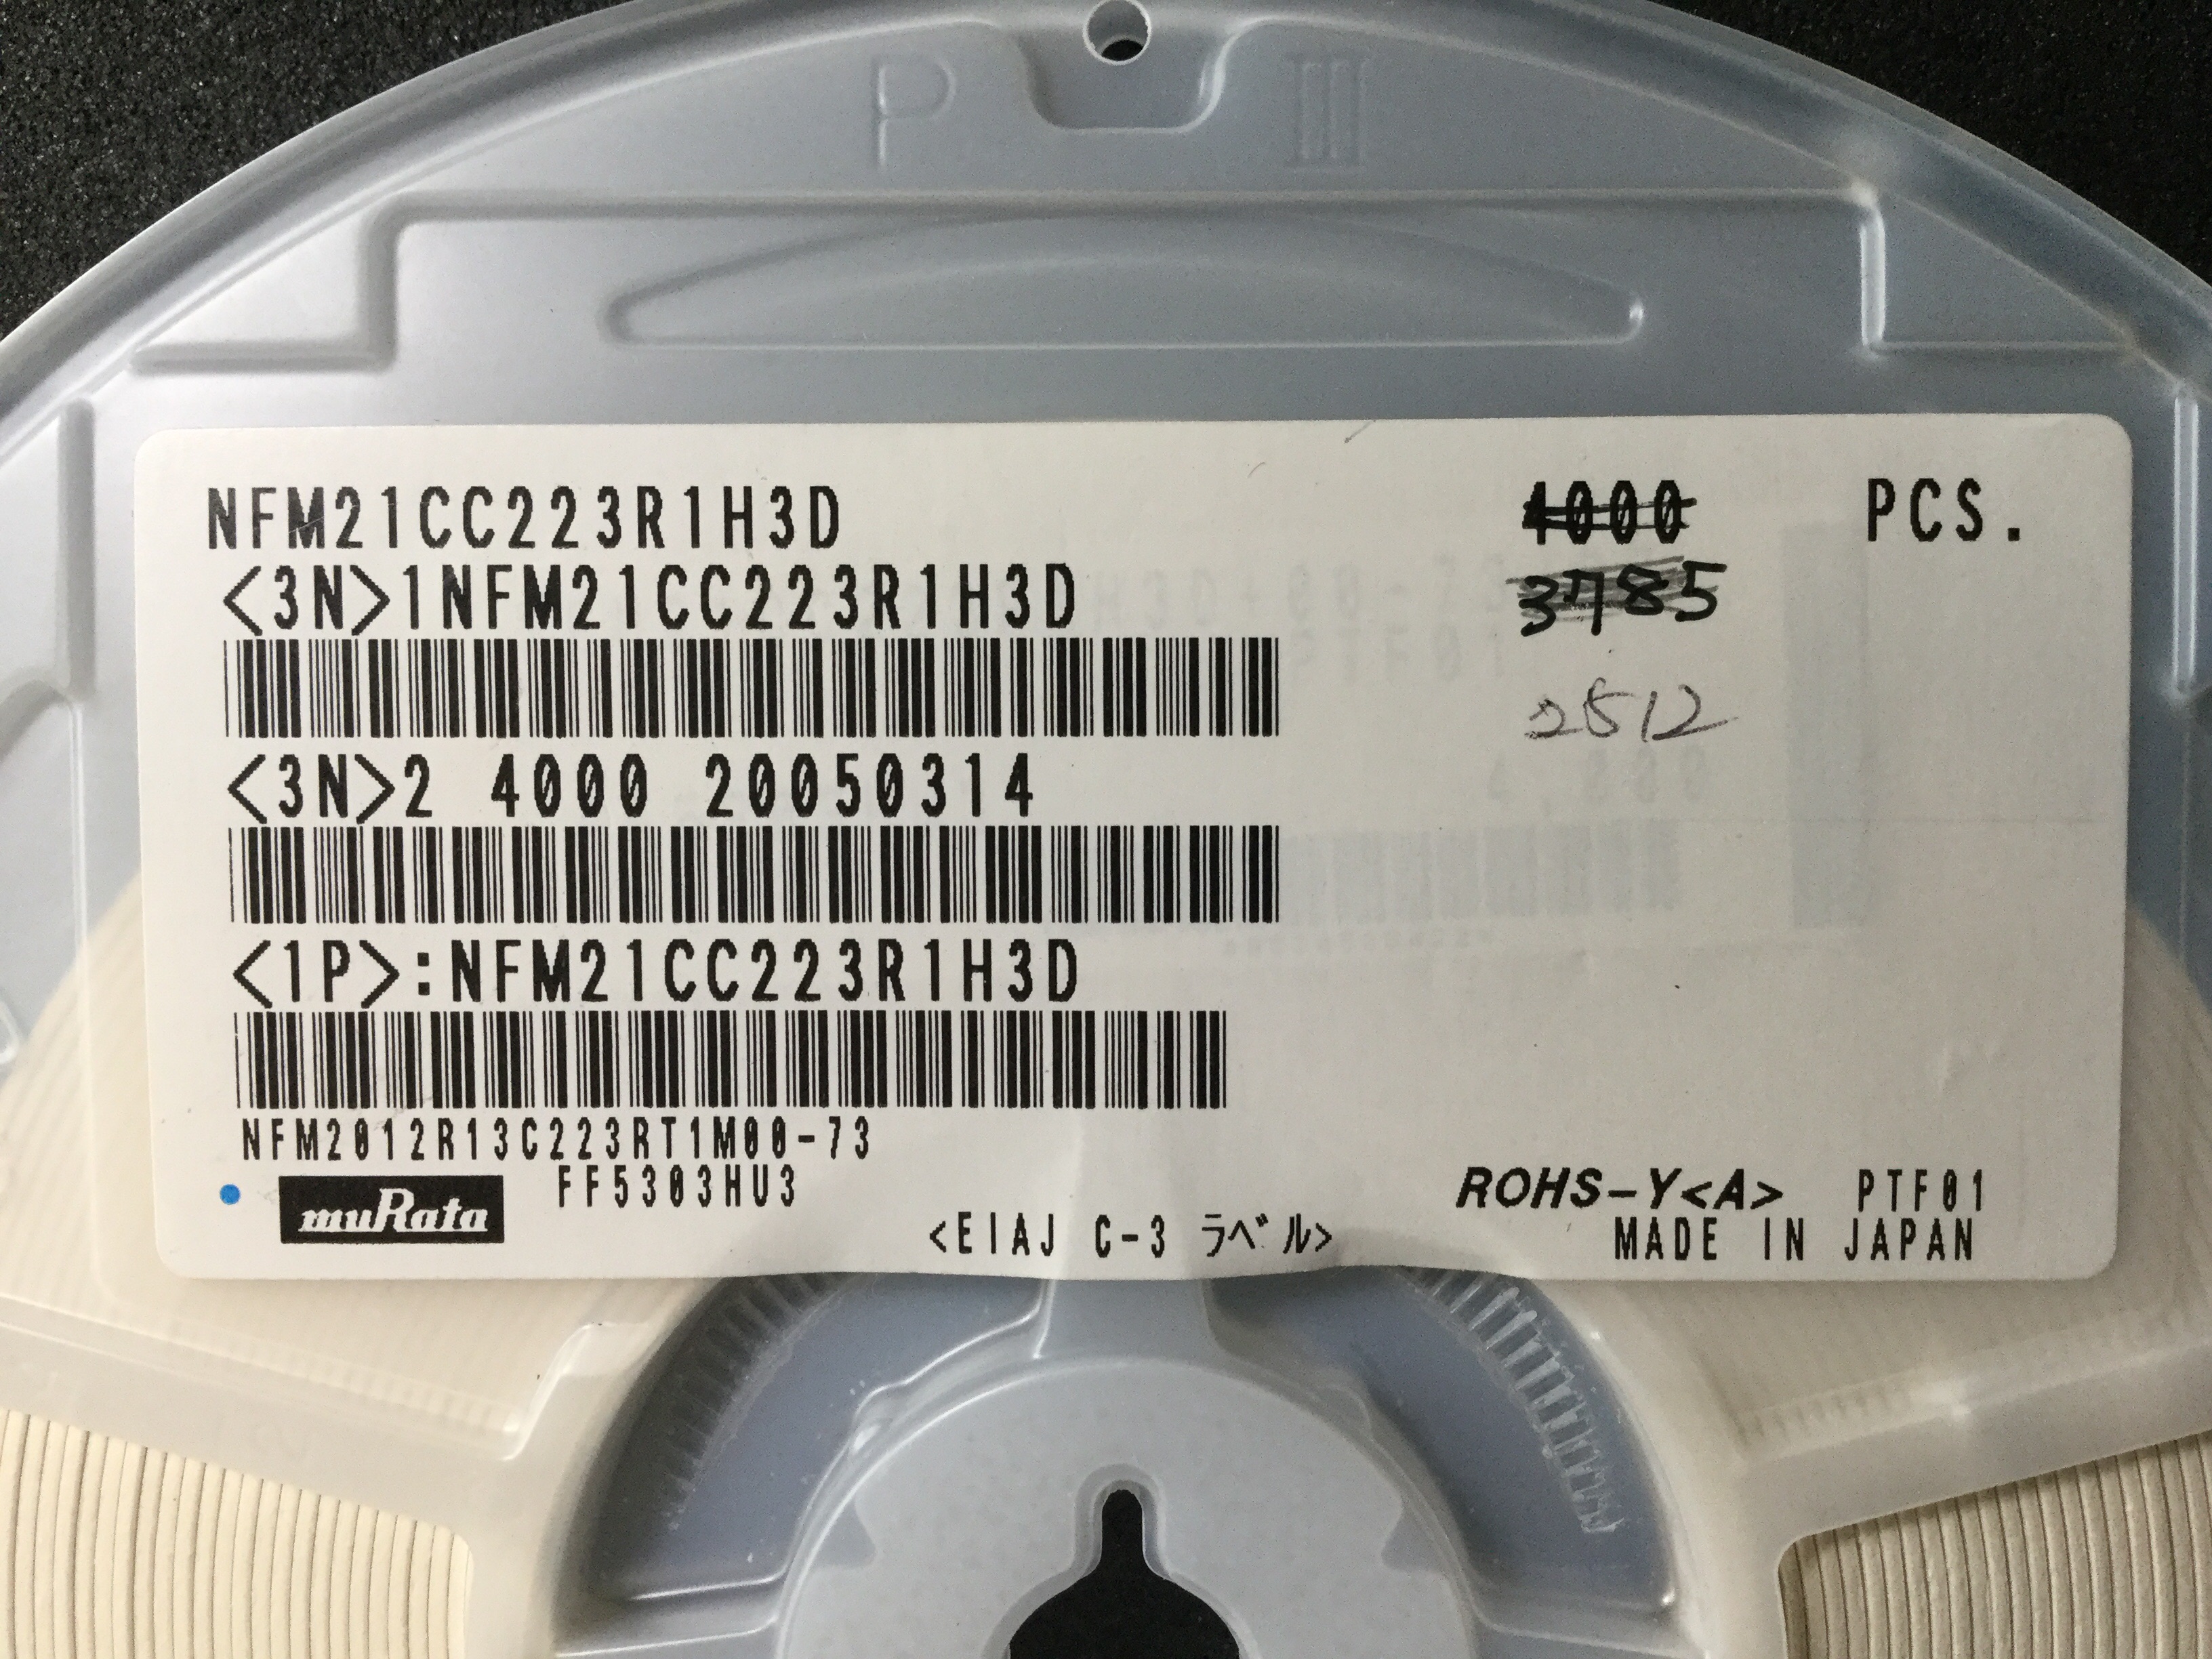 P III
NFM21CC223R1H3D 4000 PCS.
<3N>1NFM21CC223R1H3D 3785
2512
<3N>2 4000 20050314
<1P>:NFM21CC223R1H3D
NFM2012R13C223RT1M00-73
muRata FF5303HU3 ROHS-Y<A> PTF01
<EIAJ C-3 ラベル> MADE IN JAPAN